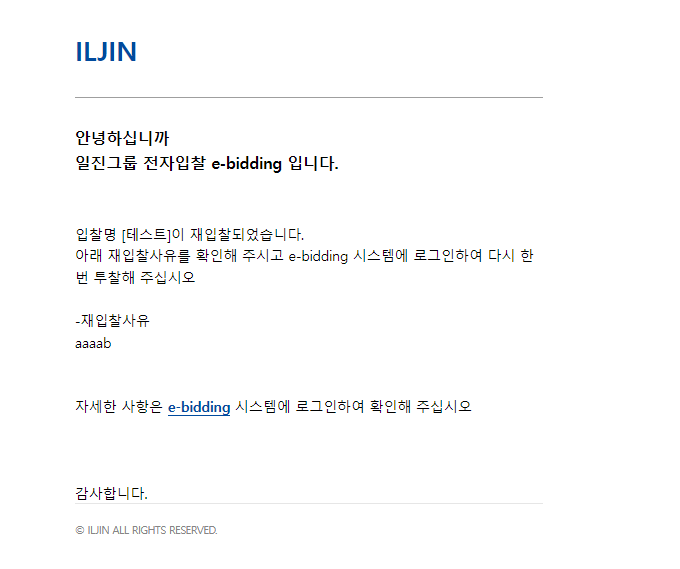 ILJIN
안녕하십니까
일진그룹 전자입찰 e-bidding 입니다.
입찰명 [테스트]이 재입찰되었습니다.
아래 재입찰사유를 확인해 주시고 e-bidding 시스템에 로그인하여 다시 한
번 투찰해 주십시오
-재입찰사유
aaaab
자세한 사항은 e-bidding 시스템에 로그인하여 확인해 주십시오
감사합니다.
© ILJIN ALL RIGHTS RESERVED.